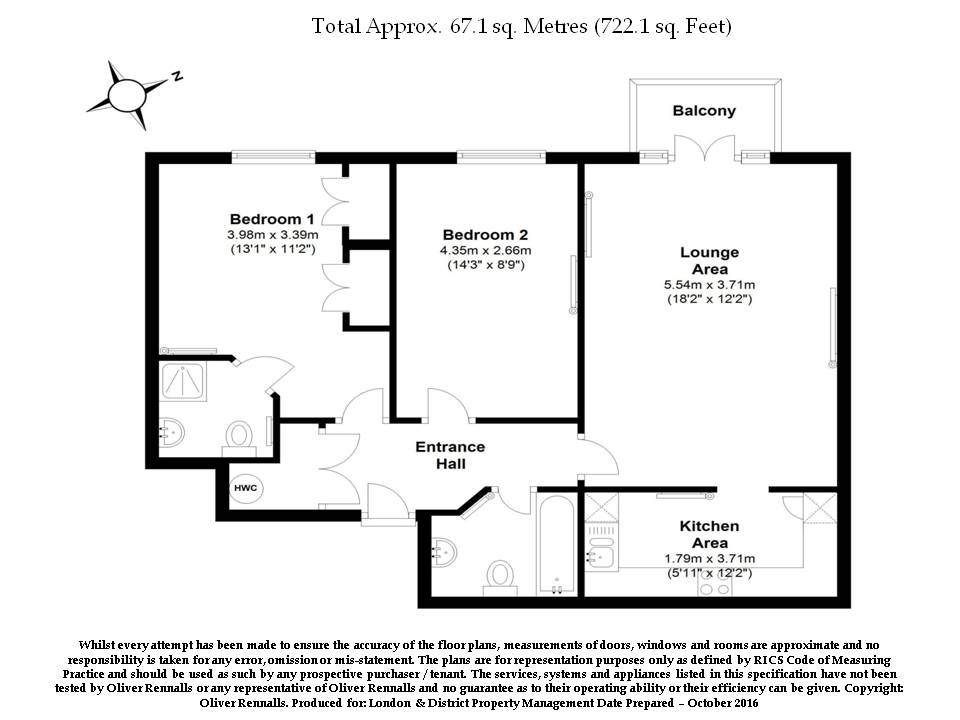 Total Approx. 67.1 sq. Metres (722.1 sq. Feet)
N
Balcony
Bedroom 1
3.98m x 3.39m
(13'1" x 11'2")
Bedroom 2
4.35m x 2.66m
(14'3" x 8'9")
Lounge
Area
5.54m x 3.71m
(18'2" x 12'2")
Entrance
Hall
HWC
Kitchen
Area
1.79m x 3.71m
(5'11" x 12'2")
Whilst every attempt has been made to ensure the accuracy of the floor plans, measurements of doors, windows and rooms are approximate and no
responsibility is taken for any error, omission or mis-statement. The plans are for representation purposes only as defined by RICS Code of Measuring
Practice and should be used as such by any prospective purchaser / tenant. The services, systems and appliances listed in this specification have not been
tested by Oliver Rennalls or any representative of Oliver Rennalls and no guarantee as to their operating ability or their efficiency can be given. Copyright:
Oliver Rennalls. Produced for: London & District Property Management Date Prepared – October 2016